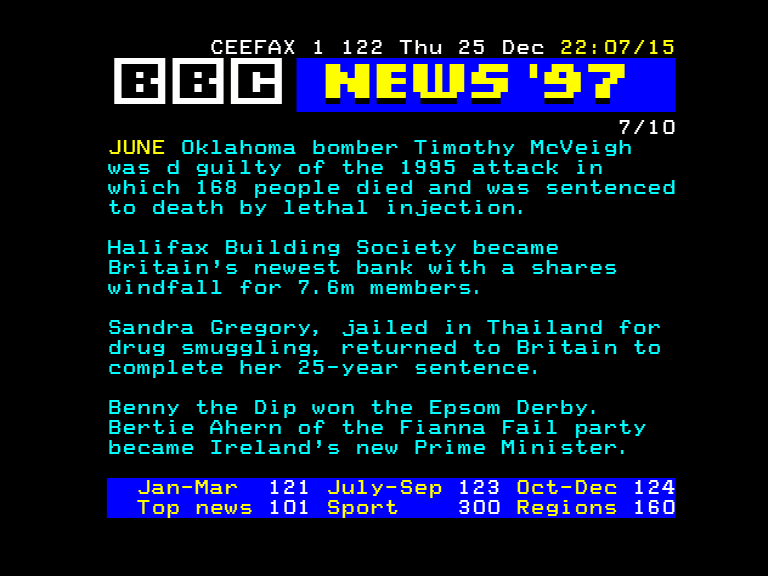 CEEFAX 1 122 Thu 25 Dec 22:07/15
BBC NEWS '97
7/10
JUNE Oklahoma bomber Timothy McVeigh
was d guilty of the 1995 attack in
which 168 people died and was sentenced
to death by lethal injection.
Halifax Building Society became
Britain's newest bank with a shares
windfall for 7.6m members.
Sandra Gregory, jailed in Thailand for
drug smuggling, returned to Britain to
complete her 25-year sentence.
Benny the Dip won the Epsom Derby.
Bertie Ahern of the Fianna Fail party
became Ireland's new Prime Minister.
Jan-Mar 121 July-Sep 123 Oct-Dec 124
Top news 101 Sport 300 Regions 160